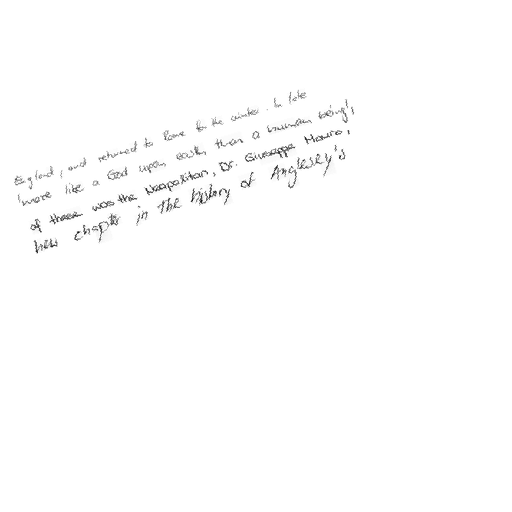 England, and returned to Rome for the winter. In late
'more like a God upon earth than a human being',
of these was the Neapolitan, Dr. Giuseppe Mauro,
new chapter in the history of Anglesey's